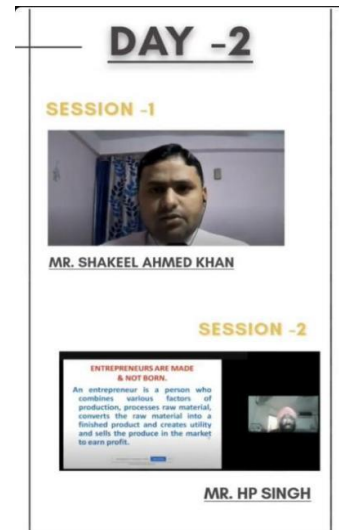 DAY -2
SESSION -1
MR. SHAKEEL AHMED KHAN
SESSION -2
ENTREPRENEURS ARE MADE
& NOT BORN.
An entrepreneur is a person who
combines various factors of
production, processes raw material,
converts the raw material into a
finished product and creates utility
and sells the produce in the market
to earn profit.
MR. HP SINGH